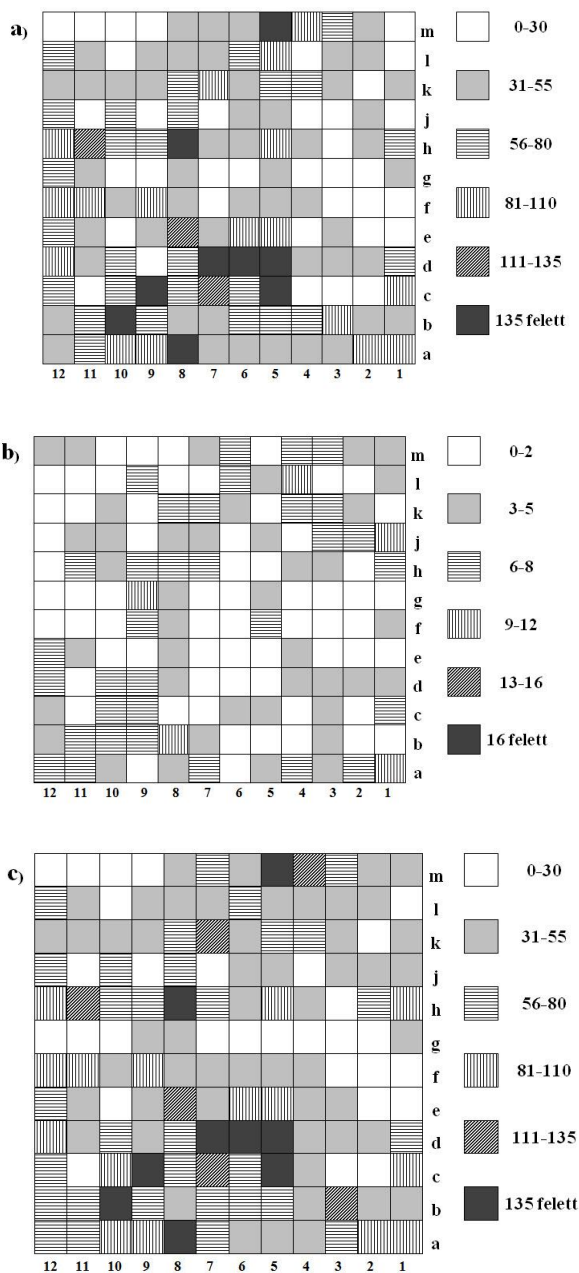 a)
m 0-30
l
k 31-55
j
h 56-80
g
f 81-110
e
d 111-135
c
b 135 felett
a
12 11 10 9 8 7 6 5 4 3 2 1
b)
m 0-2
l
k 3-5
j
h 6-8
g
f 9-12
e
d 13-16
c
b 16 felett
a
12 11 10 9 8 7 6 5 4 3 2 1
c)
m 0-30
l
k 31-55
j
h 56-80
g
f 81-110
e
d 111-135
c
b 135 felett
a
12 11 10 9 8 7 6 5 4 3 2 1